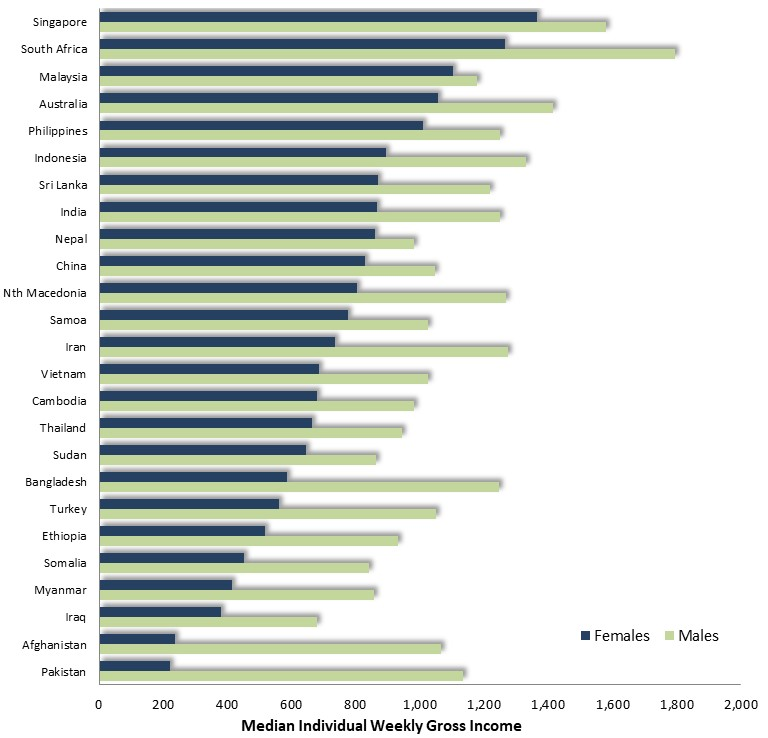 Singapore
South Africa
Malaysia
Australia
Philippines
Indonesia
Sri Lanka
India
Nepal
China
Nth Macedonia
Samoa
Iran
Vietnam
Cambodia
Thailand
Sudan
Bangladesh
Turkey
Ethiopia
Somalia
Myanmar
Iraq
Afghanistan
Pakistan
Females Males
0 200 400 600 800 1,000 1,200 1,400 1,600 1,800 2,000
Median Individual Weekly Gross Income